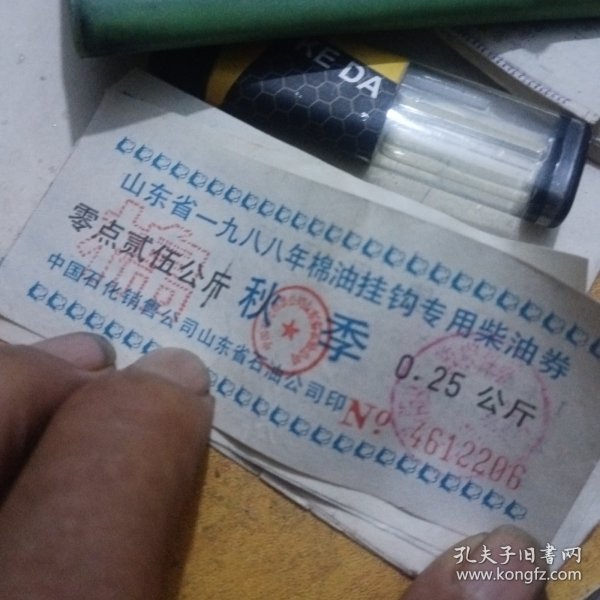 KE DA
山东省一九八八年棉油挂钩专用柴油券
零点贰伍公斤
秋季
0.25 公斤
中国石化销售公司山东省石油公司印
№ 4612206
孔夫子旧書网
www.kongfz.com